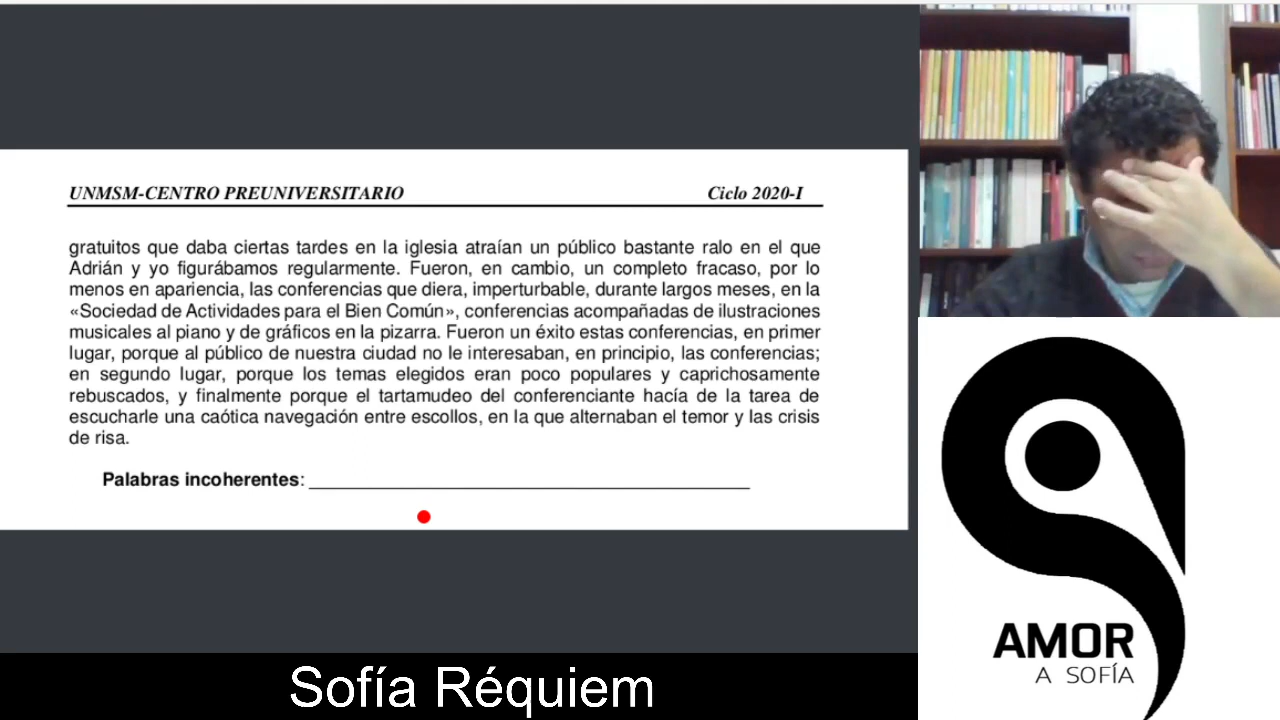 UNMSM-CENTRO PREUNIVERSITARIO Ciclo 2020-I
gratuitos que daba ciertas tardes en la iglesia atraían un público bastante ralo en el que
Adrián y yo figurábamos regularmente. Fueron, en cambio, un completo fracaso, por lo
menos en apariencia, las conferencias que diera, imperturbable, durante largos meses, en la
«Sociedad de Actividades para el Bien Común», conferencias acompañadas de ilustraciones
musicales al piano y de gráficos en la pizarra. Fueron un éxito estas conferencias, en primer
lugar, porque al público de nuestra ciudad no le interesaban, en principio, las conferencias;
en segundo lugar, porque los temas elegidos eran poco populares y caprichosamente
rebuscados, y finalmente porque el tartamudeo del conferenciante hacía de la tarea de
escucharle una caótica navegación entre escollos, en la que alternaban el temor y las crisis
de risa.
Palabras incoherentes: ________________________________________
AMOR
A SOFÍA
Sofía Réquiem